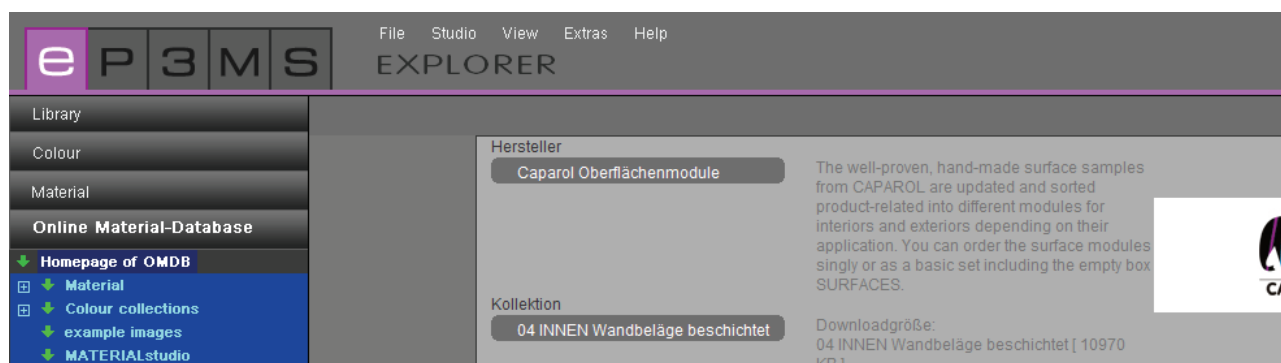 File Studio View Extras Help
eP3MS EXPLORER
Library
Colour
Material
Online Material-Database
Homepage of OMDB
Material
Colour collections
example images
MATERIALstudio
Hersteller
Caparol Oberflächenmodule
Kollektion
04 INNEN Wandbeläge beschichtet
The well-proven, hand-made surface samples
from CAPAROL are updated and sorted
product-related into different modules for
interiors and exteriors depending on their
application. You can order the surface modules
singly or as a basic set including the empty box
SURFACES.
Downloadgröße:
04 INNEN Wandbeläge beschichtet [ 10970
KB ]
CA